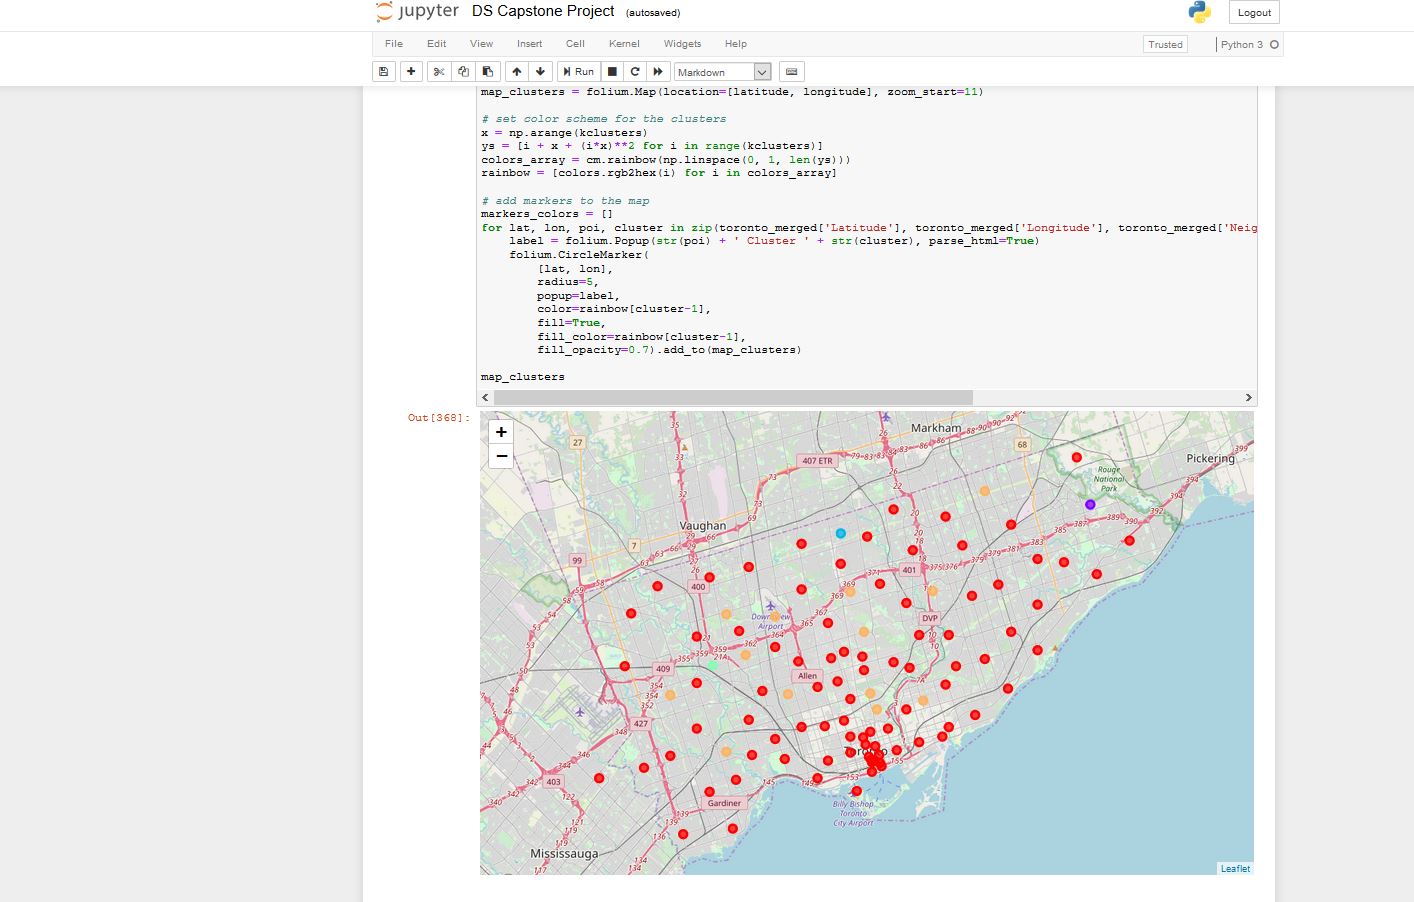 jupyter DS Capstone Project (autosaved)
Logout
File Edit View Insert Cell Kernel Widgets Help
Trusted
Python 3
Run
Markdown
map_clusters = folium.Map(location=[latitude, longitude], zoom_start=11)
# set color scheme for the clusters
x = np.arange(kclusters)
ys = [i + x + (i*x)**2 for i in range(kclusters)]
colors_array = cm.rainbow(np.linspace(0, 1, len(ys)))
rainbow = [colors.rgb2hex(i) for i in colors_array]
# add markers to the map
markers_colors = []
for lat, lon, poi, cluster in zip(toronto_merged['Latitude'], toronto_merged['Longitude'], toronto_merged['Neig
label = folium.Popup(str(poi) + ' Cluster ' + str(cluster), parse_html=True)
folium.CircleMarker(
[lat, lon],
radius=5,
popup=label,
color=rainbow[cluster-1],
fill=True,
fill_color=rainbow[cluster-1],
fill_opacity=0.7).add_to(map_clusters)
map_clusters
Out[368]:
+
−
Markham
27
68
407 ETR
Pickering
Rouge
National
Park
Vaughan
7
99
401
400
Downsview
Airport
DVP
409
Allen
427
Toronto
403
Gardiner
Billy Bishop
Toronto
City Airport
Mississauga
Leaflet